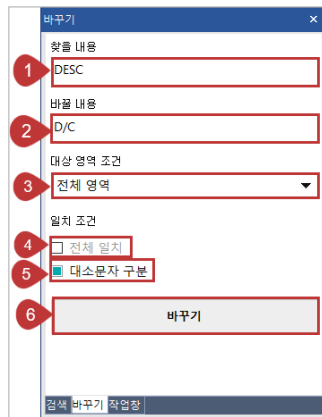 바꾸기 ×
찾을 내용
1 DESC
바꿀 내용
2 D/C
대상 영역 조건
3 전체 영역
일치 조건
4 전체 일치
5 대소문자 구분
6 바꾸기
검색 바꾸기 작업창